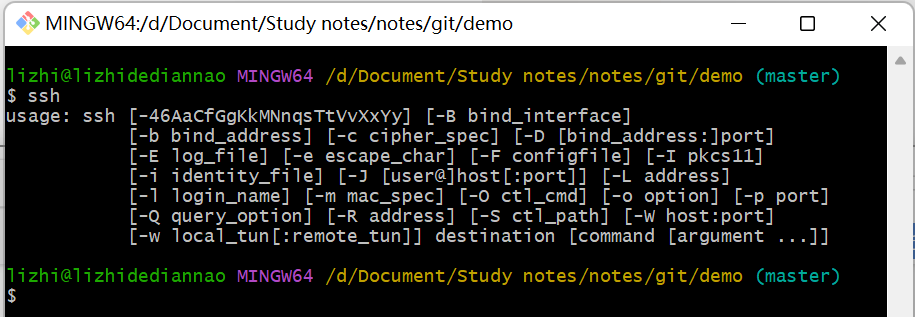 MINGW64:/d/Document/Study notes/notes/git/demo
lizhi@lizhidediannao MINGW64 /d/Document/Study notes/notes/git/demo (master)
$ ssh
usage: ssh [-46AaCfGgKkMNnqsTtVvXxYy] [-B bind_interface]
           [-b bind_address] [-c cipher_spec] [-D [bind_address:]port]
           [-E log_file] [-e escape_char] [-F configfile] [-I pkcs11]
           [-i identity_file] [-J [user@]host[:port]] [-L address]
           [-l login_name] [-m mac_spec] [-O ctl_cmd] [-o option] [-p port]
           [-Q query_option] [-R address] [-S ctl_path] [-W host:port]
           [-w local_tun[:remote_tun]] destination [command [argument ...]]
lizhi@lizhidediannao MINGW64 /d/Document/Study notes/notes/git/demo (master)
$